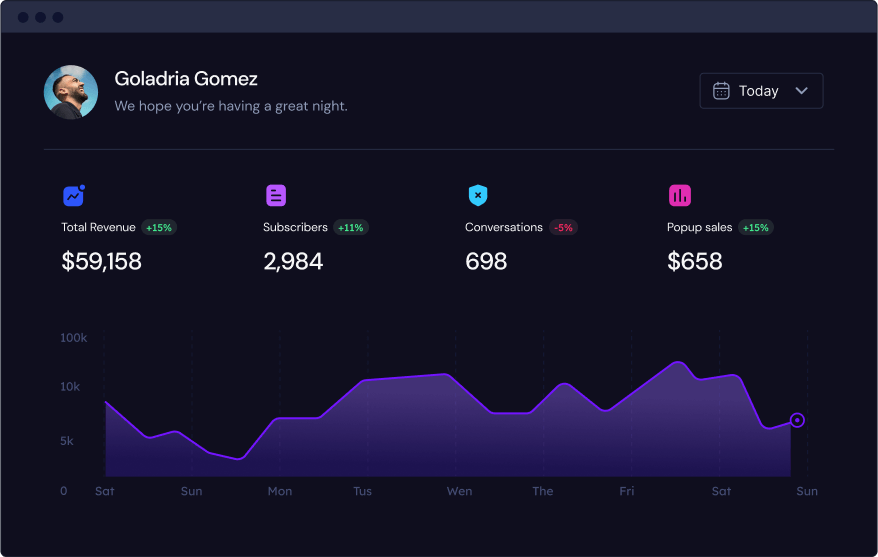 Goladria Gomez
We hope you’re having a great night.
Today
Total Revenue +15%
$59,158
Subscribers +11%
2,984
Conversations -5%
698
Popup sales +15%
$658
100k
10k
5k
0 Sat Sun Mon Tus Wen The Fri Sat Sun